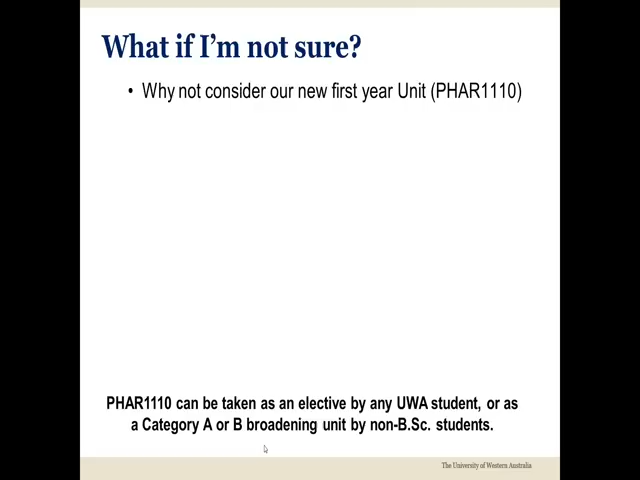 What if I'm not sure?
• Why not consider our new first year Unit (PHAR1110)
PHAR1110 can be taken as an elective by any UWA student, or as
a Category A or B broadening unit by non-B.Sc. students.
The University of Western Australia